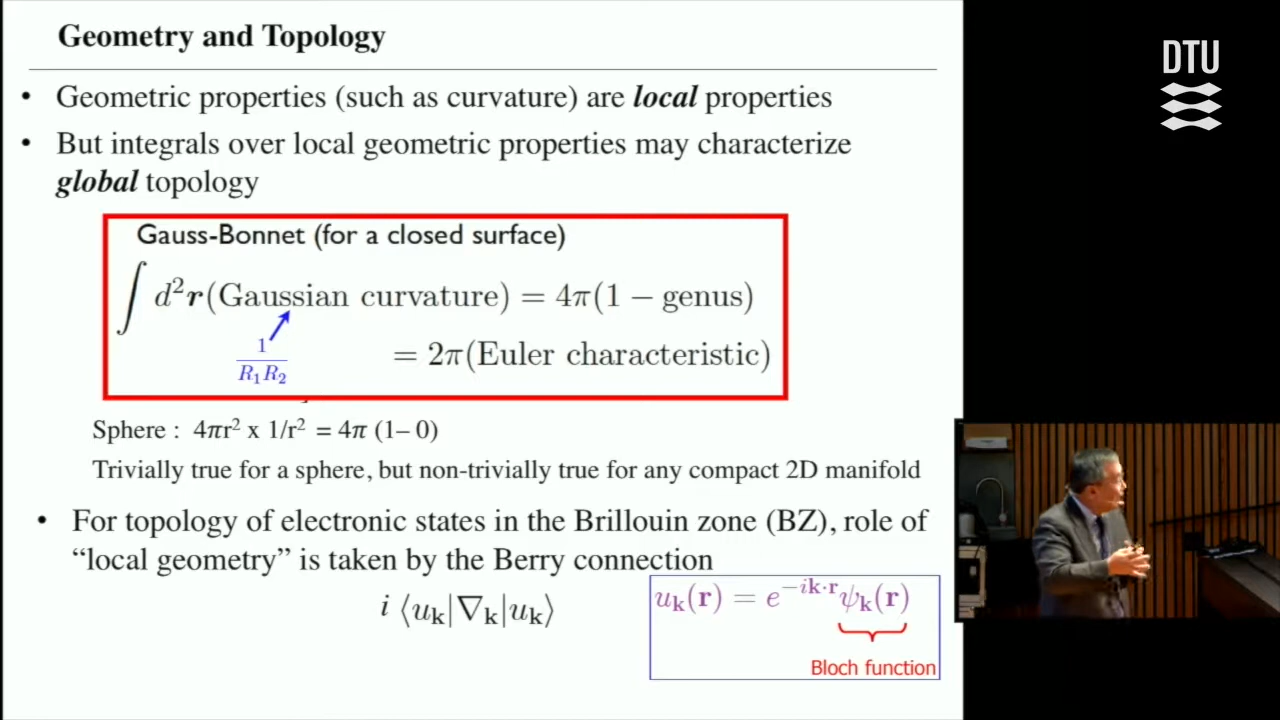 Geometry and Topology
• Geometric properties (such as curvature) are local properties
• But integrals over local geometric properties may characterize
global topology
Gauss-Bonnet (for a closed surface)
∫ d²r(Gaussian curvature) = 4π(1 − genus)
1/R₁R₂
= 2π(Euler characteristic)
Sphere : 4πr² x 1/r² = 4π (1– 0)
Trivially true for a sphere, but non-trivially true for any compact 2D manifold
• For topology of electronic states in the Brillouin zone (BZ), role of
“local geometry” is taken by the Berry connection
i ⟨u_k|∇_k|u_k⟩
u_k(r) = e^{−ik·r}ψ_k(r)
Bloch function
DTU